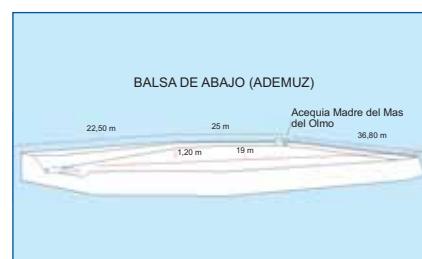 BALSA DE ABAJO (ADEMUZ)
Acequia Madre del Mas
del Olmo
22,50 m
25 m
36,80 m
1,20 m
19 m